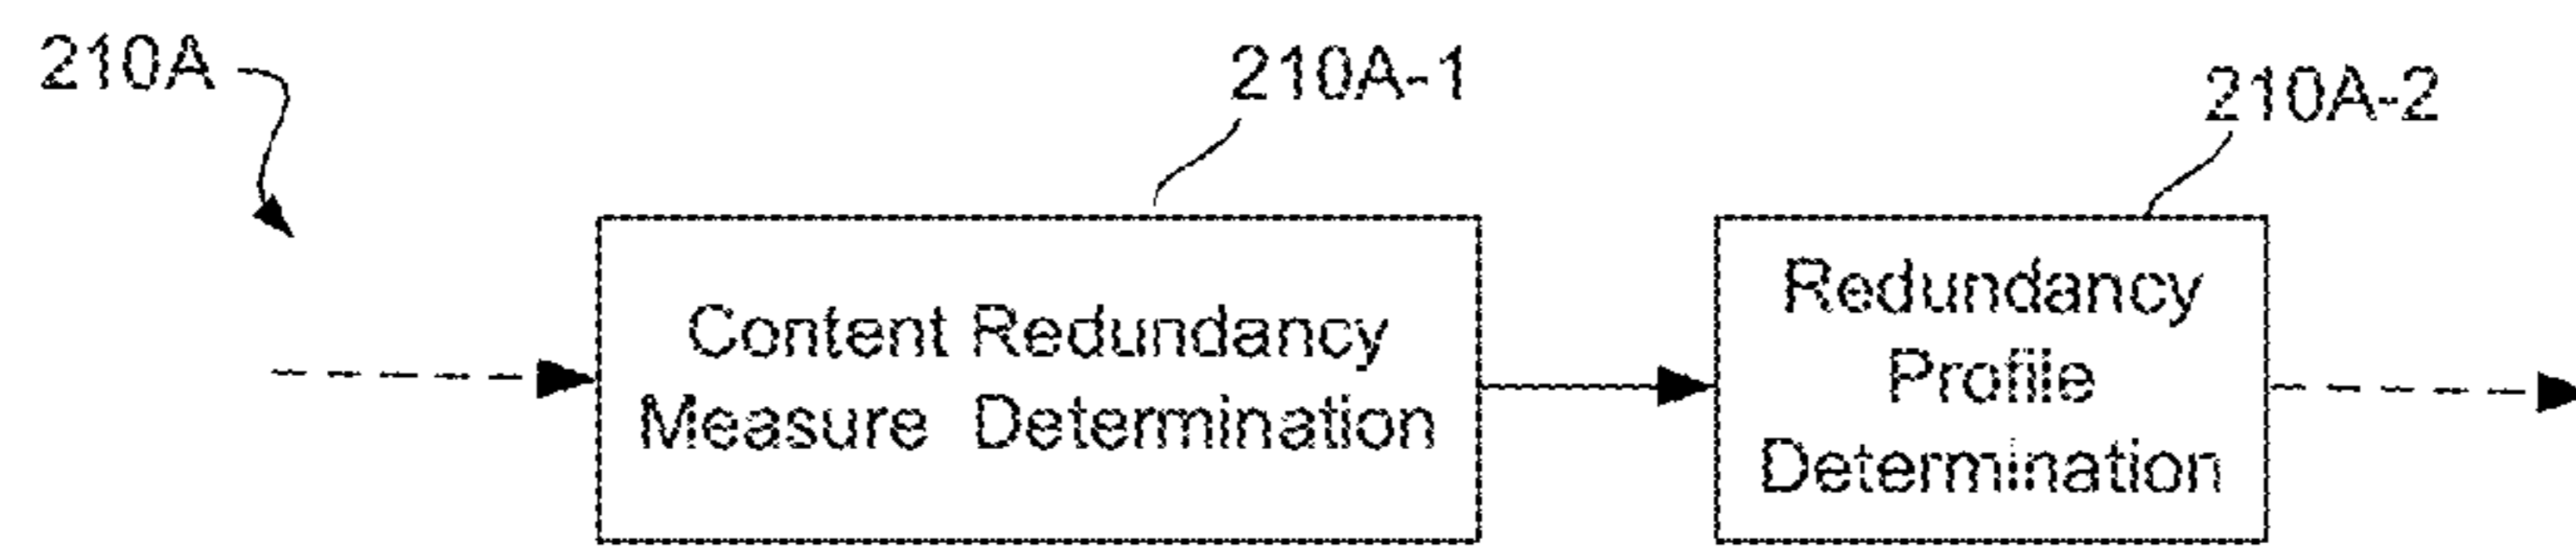 210A
210A-1
210A-2
Content Redundancy
Measure Determination
Redundancy
Profile
Determination